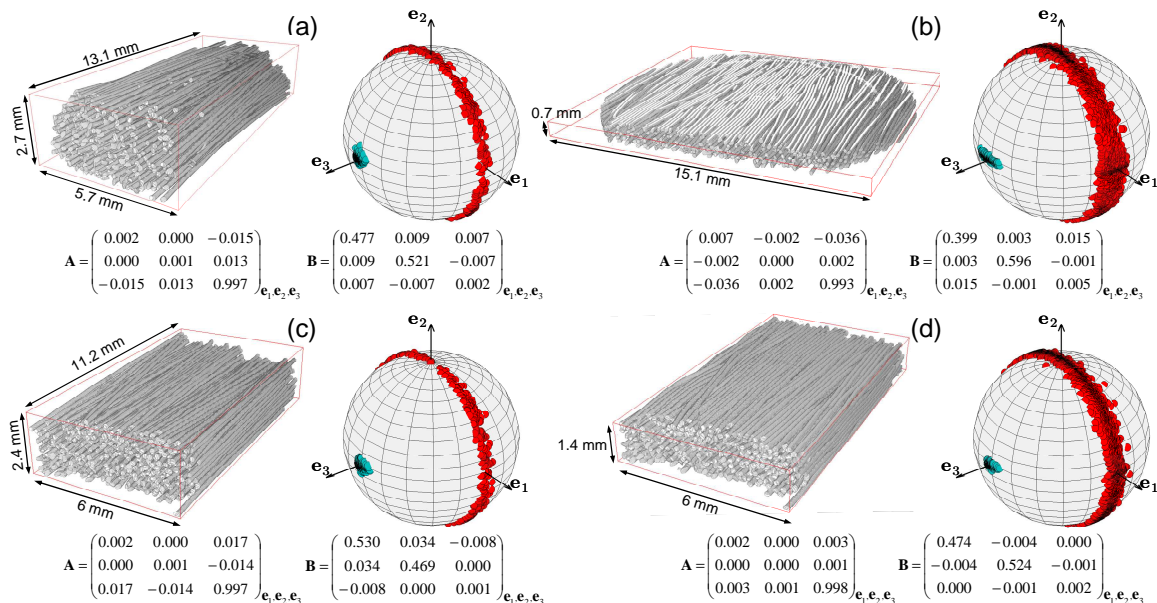 (a)
13.1 mm
2.7 mm
5.7 mm
e2
e3
e1
A = ( 0.002 0.000 −0.015
0.000 0.001 0.013
−0.015 0.013 0.997 ) e1,e2,e3
B = ( 0.477 0.009 0.007
0.009 0.521 −0.007
0.007 −0.007 0.002 ) e1,e2,e3
(b)
0.7 mm
15.1 mm
e2
e3
e1
A = ( 0.007 −0.002 −0.036
−0.002 0.000 0.002
−0.036 0.002 0.993 ) e1,e2,e3
B = ( 0.399 0.003 0.015
0.003 0.596 −0.001
0.015 −0.001 0.005 ) e1,e2,e3
(c)
11.2 mm
2.4 mm
6 mm
e2
e3
e1
A = ( 0.002 0.000 0.017
0.000 0.001 −0.014
0.017 −0.014 0.997 ) e1,e2,e3
B = ( 0.530 0.034 −0.008
0.034 0.469 0.000
−0.008 0.000 0.001 ) e1,e2,e3
(d)
1.4 mm
6 mm
e2
e3
e1
A = ( 0.002 0.000 0.003
0.000 0.000 0.001
0.003 0.001 0.998 ) e1,e2,e3
B = ( 0.474 −0.004 0.000
−0.004 0.524 −0.001
0.000 −0.001 0.002 ) e1,e2,e3